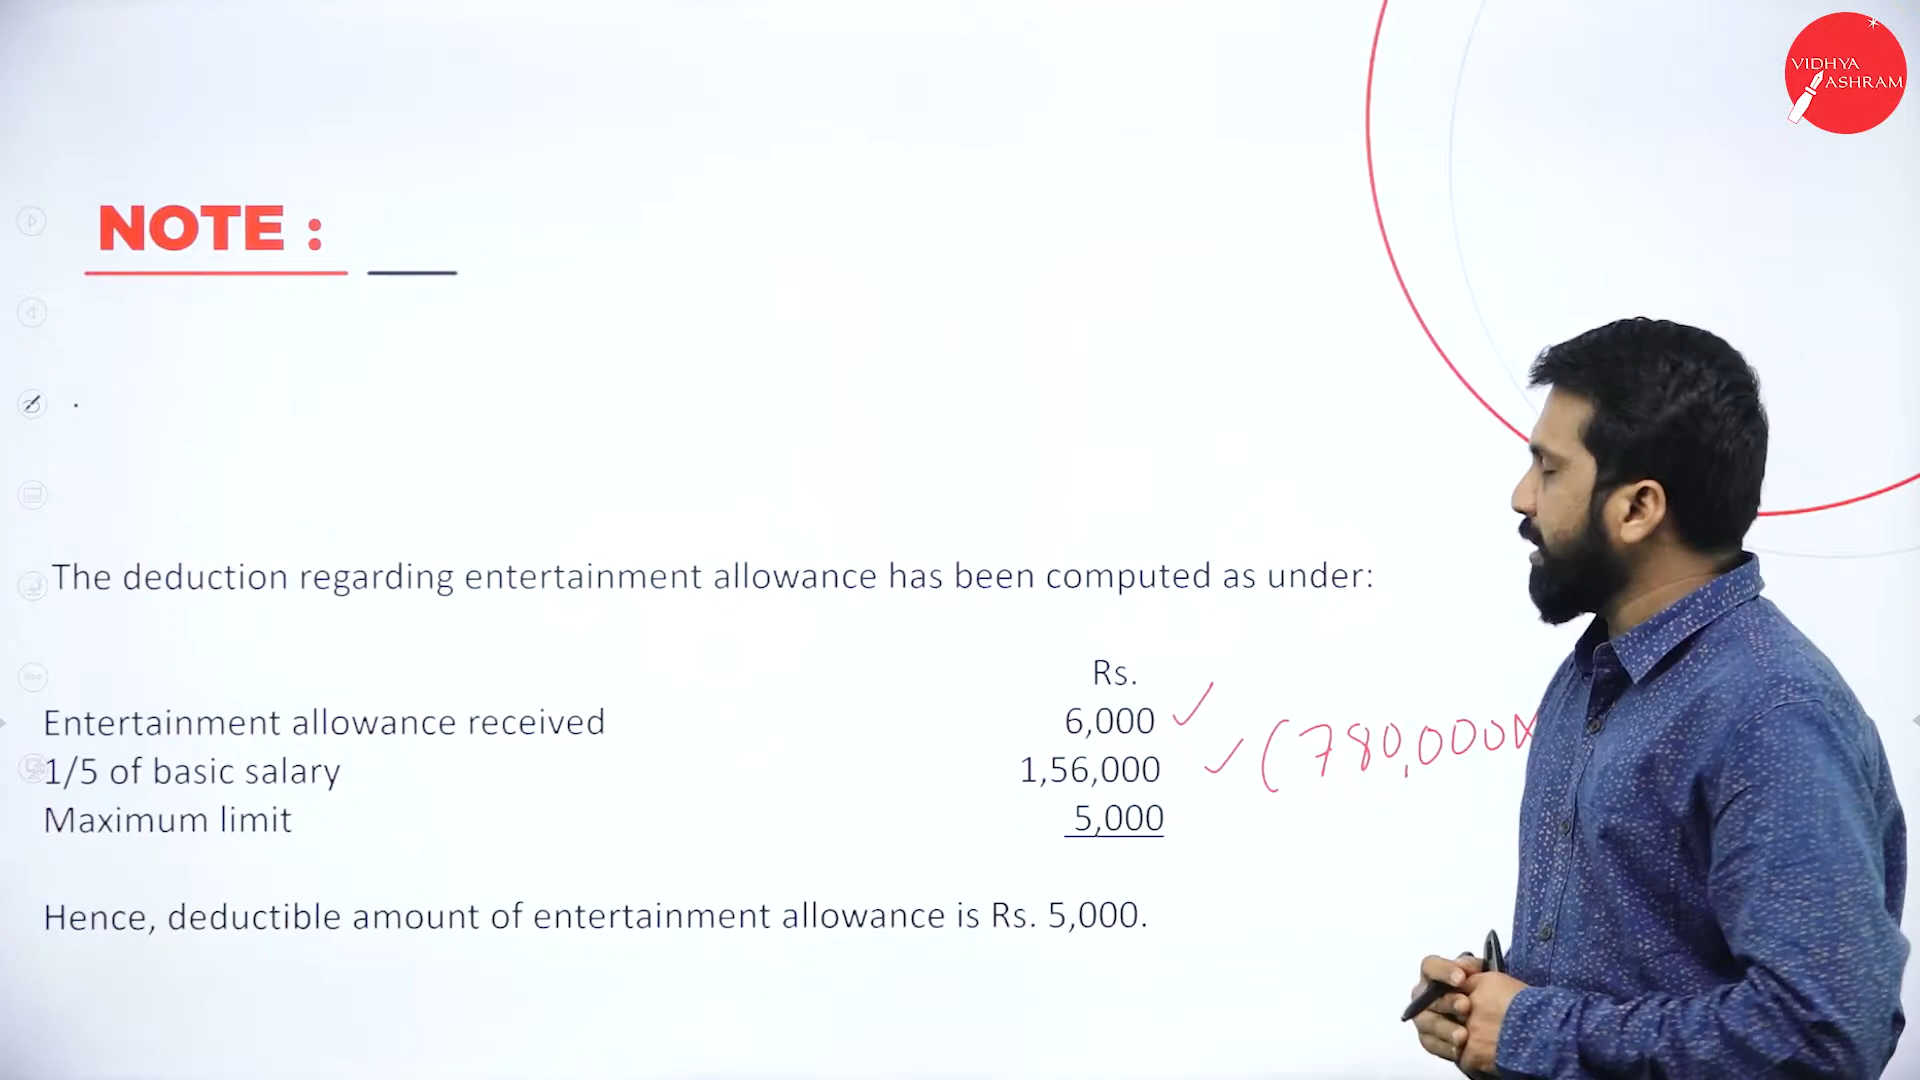 VIDHYA
ASHRAM
NOTE :
The deduction regarding entertainment allowance has been computed as under:
Rs.
Entertainment allowance received 6,000
1/5 of basic salary 1,56,000 (780,000x
Maximum limit 5,000
Hence, deductible amount of entertainment allowance is Rs. 5,000.